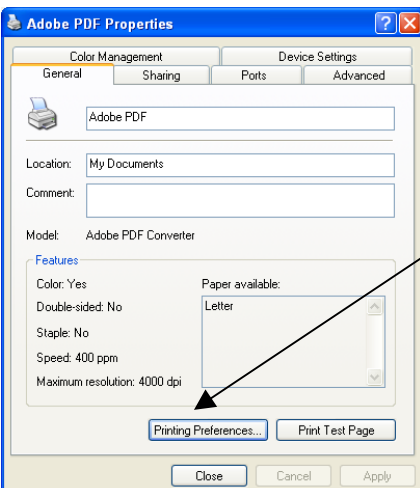 Adobe PDF Properties
Color Management Device Settings
General Sharing Ports Advanced
Adobe PDF
Location: My Documents
Comment:
Model: Adobe PDF Converter
Features
Color: Yes Paper available:
Double-sided: No Letter
Staple: No
Speed: 400 ppm
Maximum resolution: 4000 dpi
Printing Preferences... Print Test Page
Close Cancel Apply